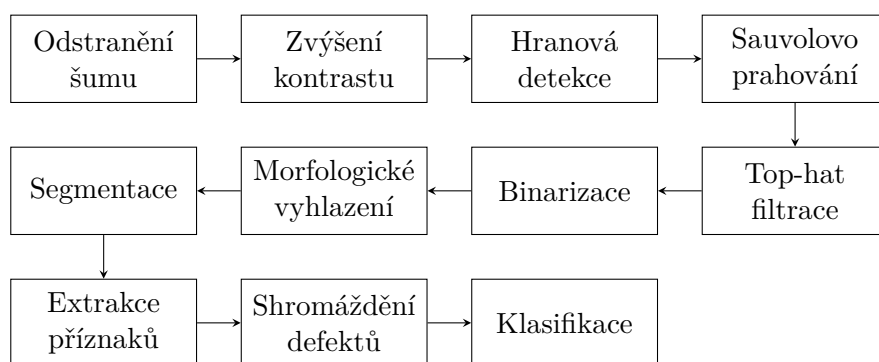 Odstranění
šumu
Zvýšení
kontrastu
Hranová
detekce
Sauvolovo
prahování
Top-hat
filtrace
Binarizace
Morfologické
vyhlazení
Segmentace
Extrakce
příznaků
Shromáždění
defektů
Klasifikace